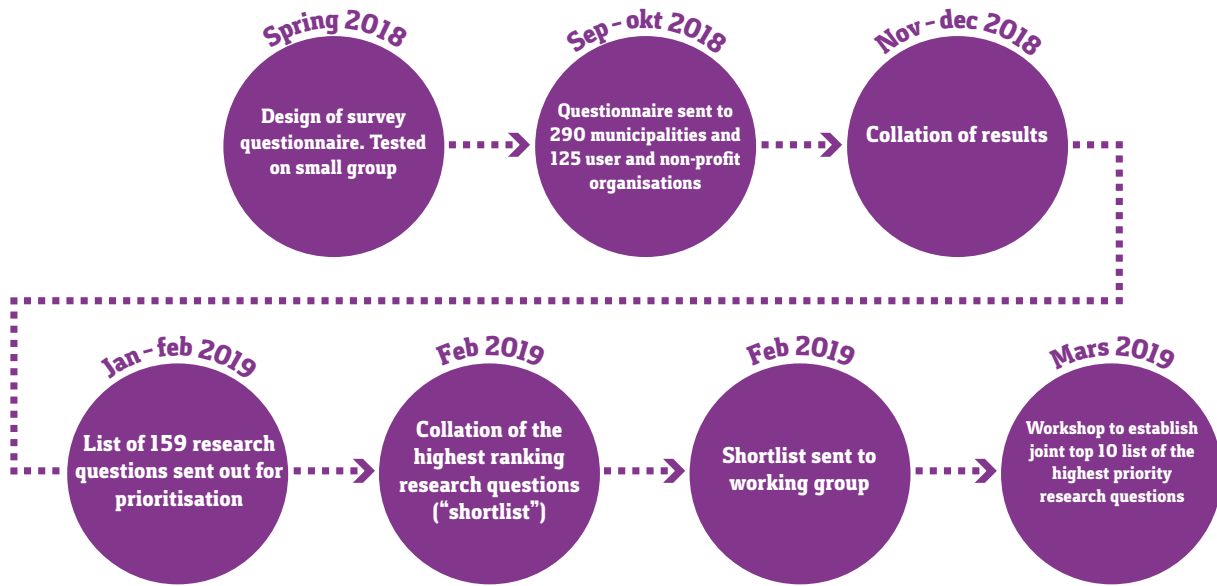 Spring 2018
Design of survey
questionnaire. Tested
on small group
Sep – okt 2018
Questionnaire sent to
290 municipalities and
125 user and non-profit
organisations
Nov – dec 2018
Collation of results
Jan – feb 2019
List of 159 research
questions sent out for
prioritisation
Feb 2019
Collation of the
highest ranking
research questions
(“shortlist”)
Feb 2019
Shortlist sent to
working group
Mars 2019
Workshop to establish
joint top 10 list of the
highest priority
research questions